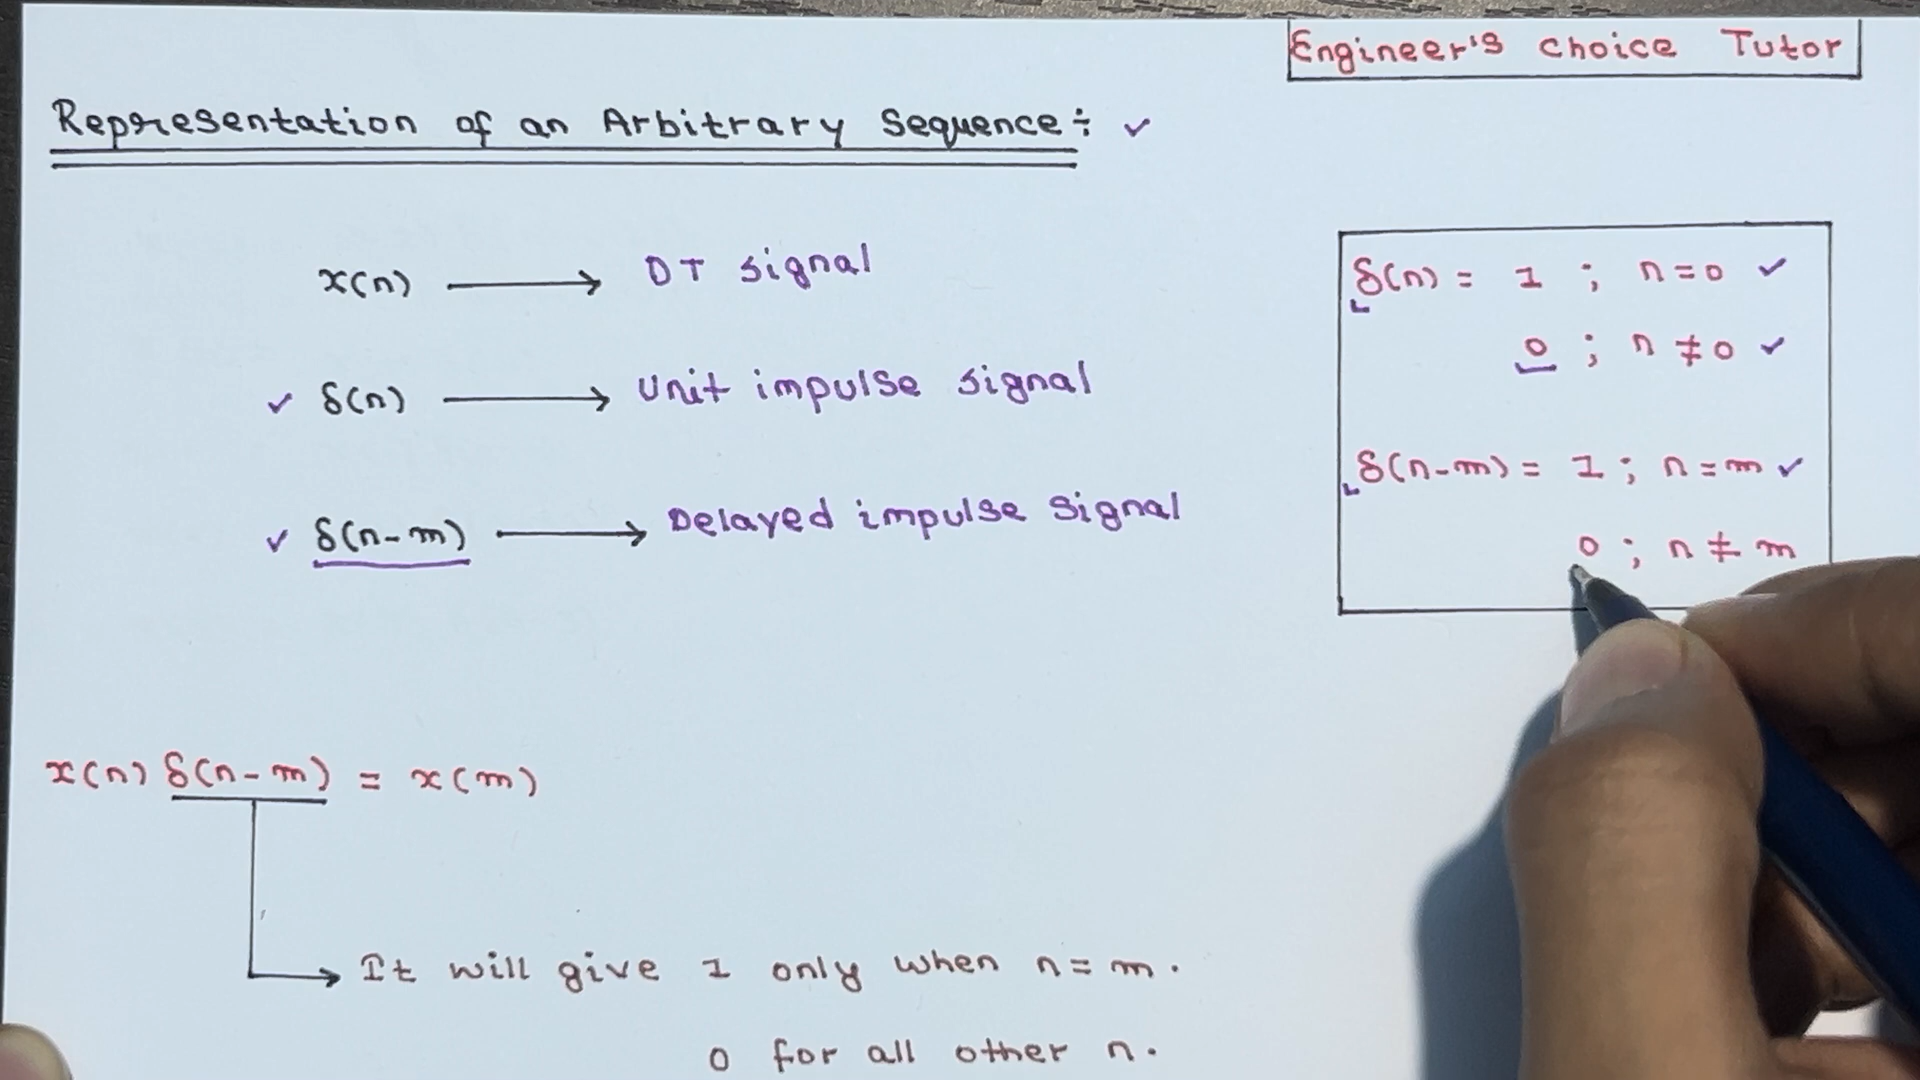 Engineer's choice Tutor
Representation of an Arbitrary Sequence ÷ ✓
x(n) ⟶ DT signal
✓ δ(n) ⟶ Unit impulse signal
✓ δ(n-m) ⟶ Delayed impulse signal
δ(n) = 1 ; n=0 ✓
0 ; n ≠ 0 ✓
δ(n-m) = 1 ; n=m ✓
0 ; n ≠ m
x(n) δ(n-m) = x(m)
It will give 1 only when n=m.
0 for all other n.